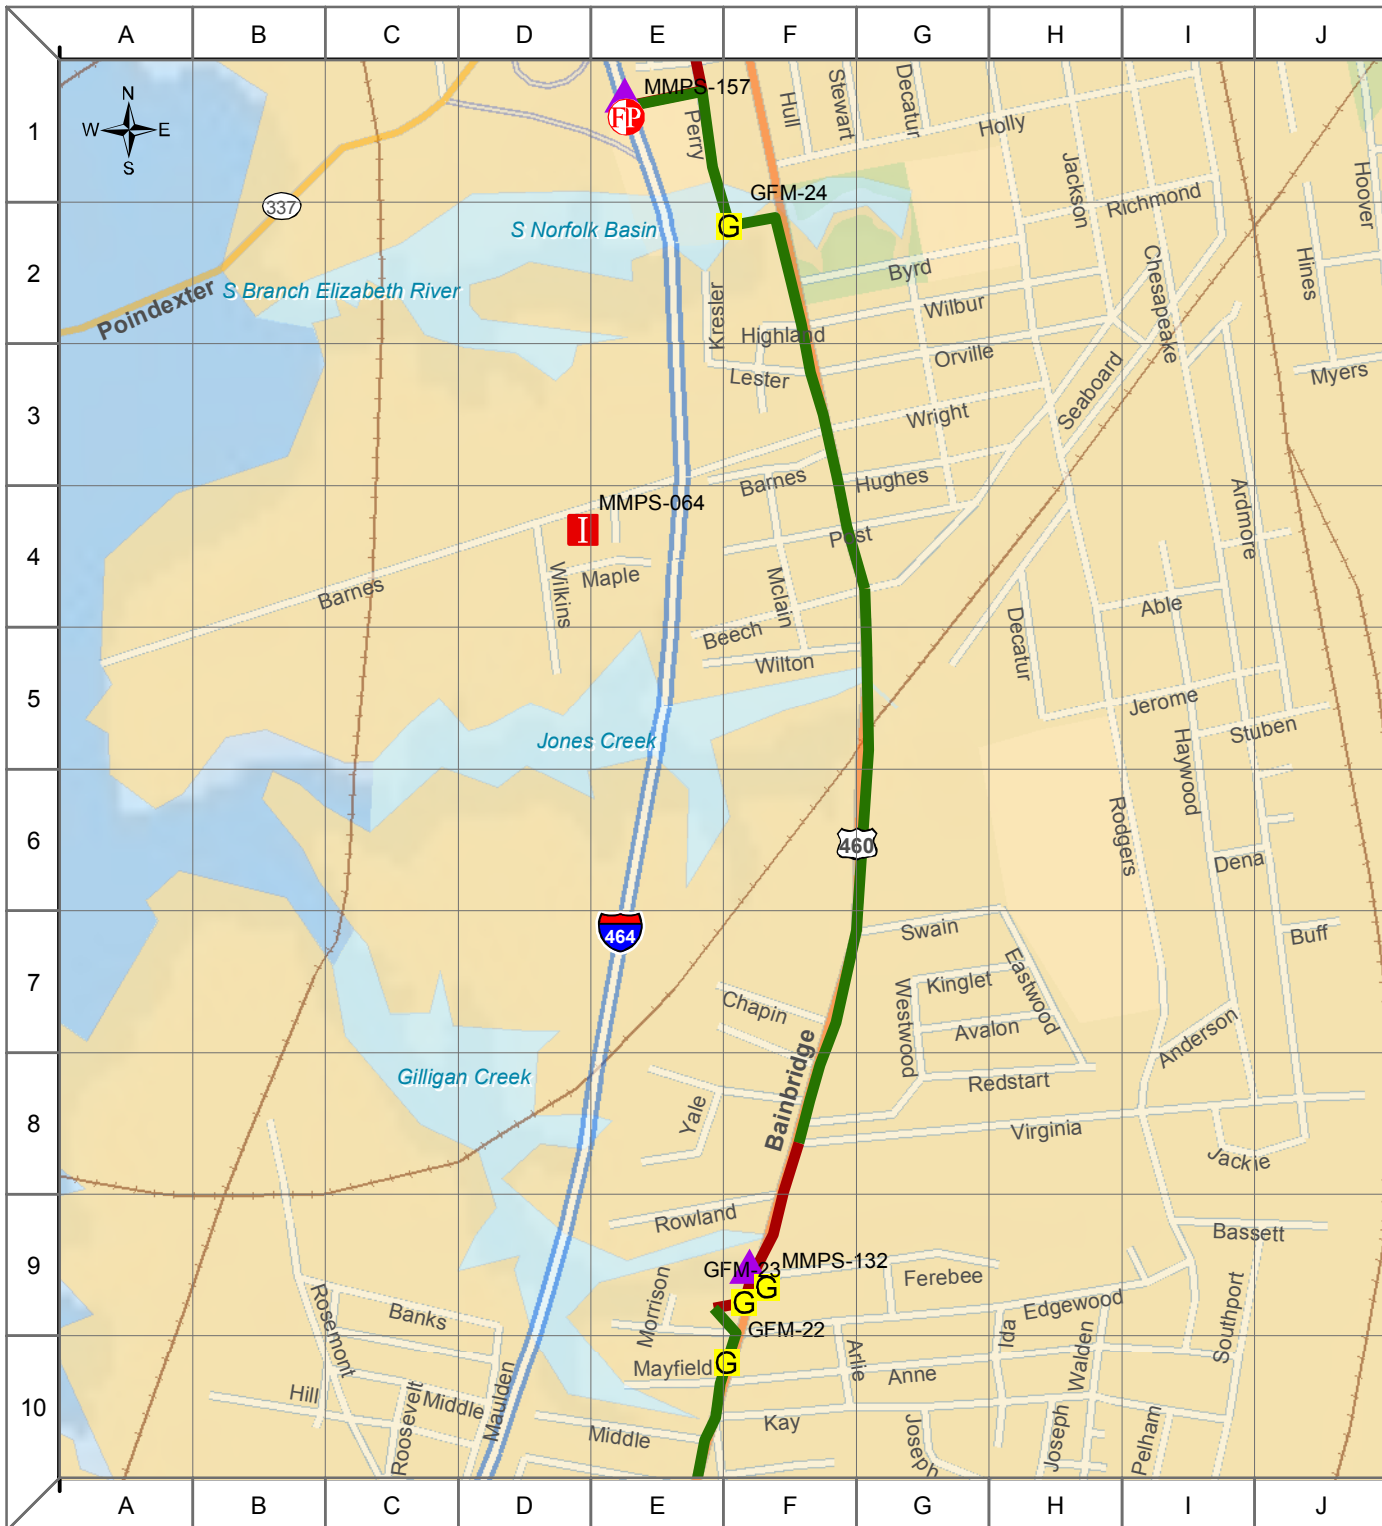 A B C D E F G H I J
1
2
3
4
5
6
7
8
9
10
N
W E
S
MMPS-157
FP
Perry
Hull
Stewart
Decatur
Holly
Jackson
Richmond
Hoover
GFM-24
G
337
S Norfolk Basin
S Branch Elizabeth River
Poindexter
Kresler
Byrd
Wilbur
Highland
Chesapeake
Hines
Orville
Lester
Seaboard
Myers
Wright
Barnes
Hughes
Ardmore
MMPS-064
I
Post
Maple
Wilkins
Barnes
Mclain
Able
Decatur
Beech
Wilton
Jerome
Stuben
Haywood
Jones Creek
460
Rodgers
Dena
464
Swain
Buff
Kinglet
Eastwood
Westwood
Chapin
Avalon
Anderson
Bainbridge
Gilligan Creek
Redstart
Yale
Virginia
Jackie
Rowland
Bassett
MMPS-132
GFM-23
G
G
Ferebee
Edgewood
Southport
Morrison
Rosemont
Banks
GFM-22
G
Ida
Walden
Arlie
Mayfield
Anne
Maulden
Hill
Middle
Roosevelt
Middle
Kay
Joseph
Joseph
Pelham
A B C D E F G H I J